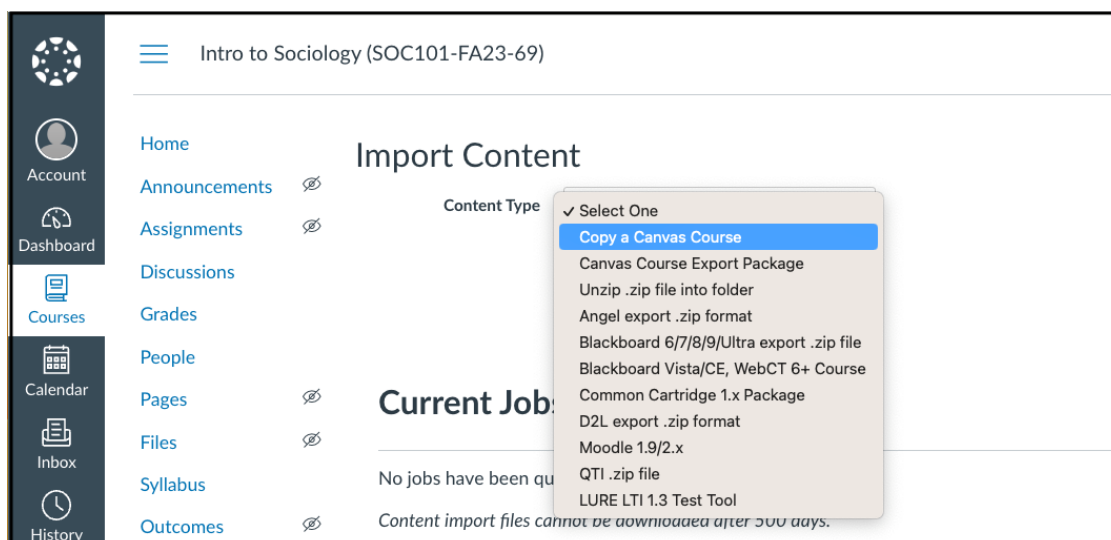 Intro to Sociology (SOC101-FA23-69)
Account
Dashboard
Courses
Calendar
Inbox
History
Home
Announcements
Assignments
Discussions
Grades
People
Pages
Files
Syllabus
Outcomes
Import Content
Content Type
✓ Select One
Copy a Canvas Course
Canvas Course Export Package
Unzip .zip file into folder
Angel export .zip format
Blackboard 6/7/8/9/Ultra export .zip file
Blackboard Vista/CE, WebCT 6+ Course
Common Cartridge 1.x Package
D2L export .zip format
Moodle 1.9/2.x
QTI .zip file
LURE LTI 1.3 Test Tool
Current Jobs
No jobs have been qu
Content import files cannot be downloaded after 500 days.